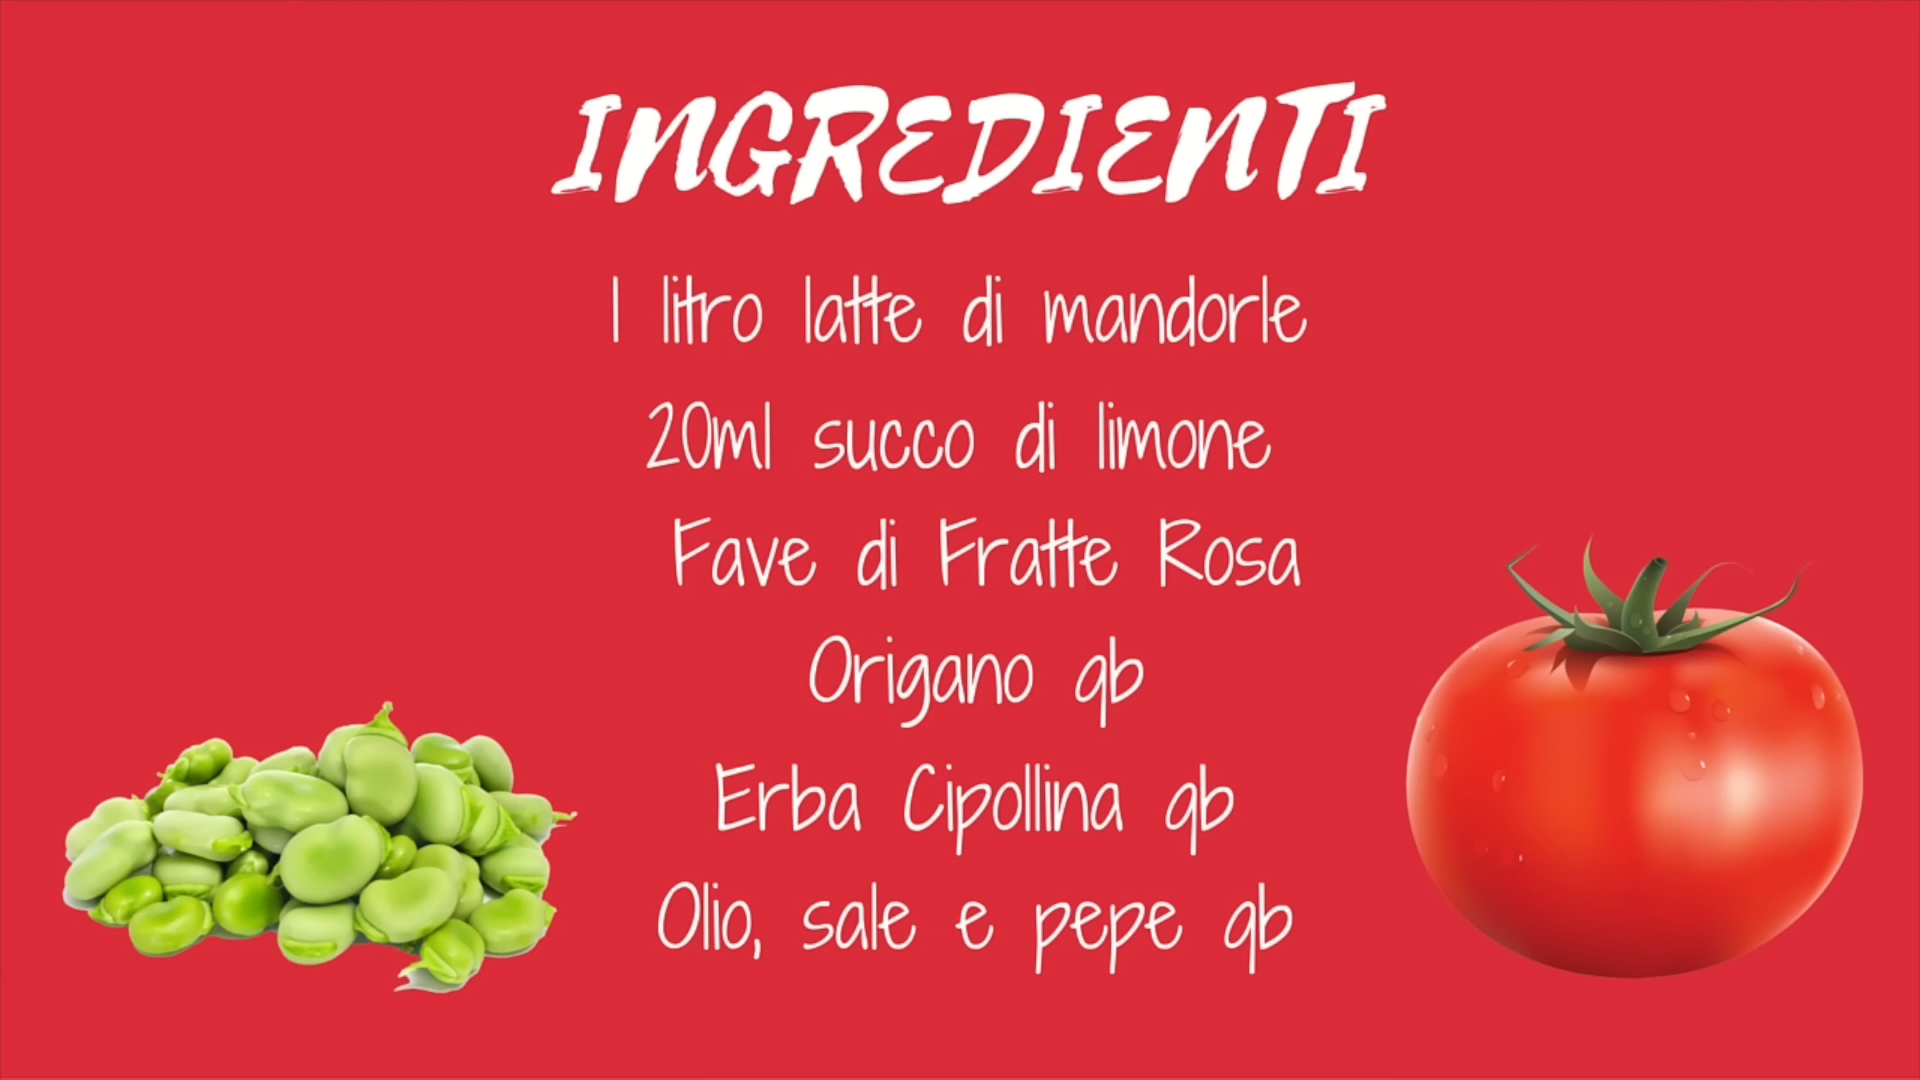 INGREDIENTI
1 litro latte di mandorle
20ml succo di limone
Fave di Fratte Rosa
Origano qb
Erba Cipollina qb
Olio, sale e pepe qb